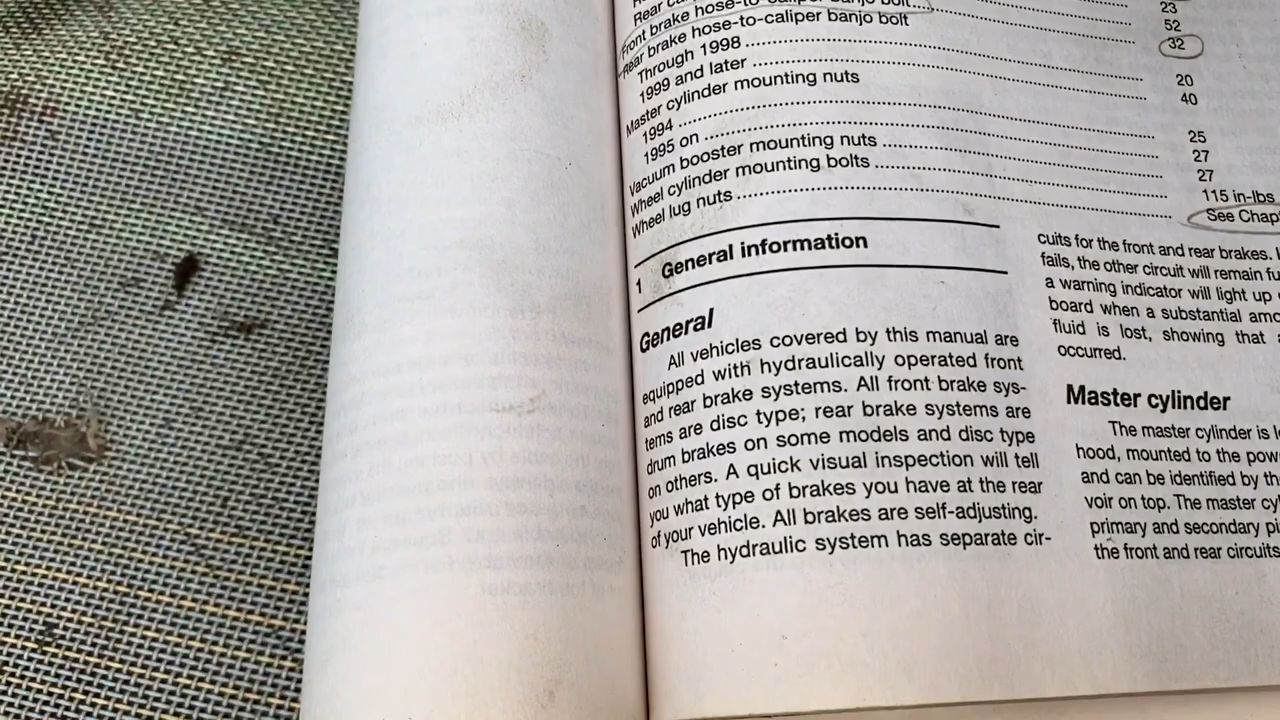 Rear
Front brake hose-to-caliper banjo bolt
Rear brake hose-to-caliper banjo bolt
Through 1998
1999 and later
Master cylinder mounting nuts
1994
1995 on
Vacuum booster mounting nuts
Wheel cylinder mounting bolts
Wheel lug nuts
23
52
32
20
40
25
27
27
115 in-lbs
See Chap
1 General information
General
All vehicles covered by this manual are
equipped with hydraulically operated front
and rear brake systems. All front brake sys-
tems are disc type; rear brake systems are
drum brakes on some models and disc type
on others. A quick visual inspection will tell
you what type of brakes you have at the rear
of your vehicle. All brakes are self-adjusting.
The hydraulic system has separate cir-
cuits for the front and rear brakes. I
fails, the other circuit will remain fu
a warning indicator will light up
board when a substantial amo
fluid is lost, showing that
occurred.
Master cylinder
The master cylinder is l
hood, mounted to the pow
and can be identified by th
voir on top. The master cyl
primary and secondary pi
the front and rear circuits